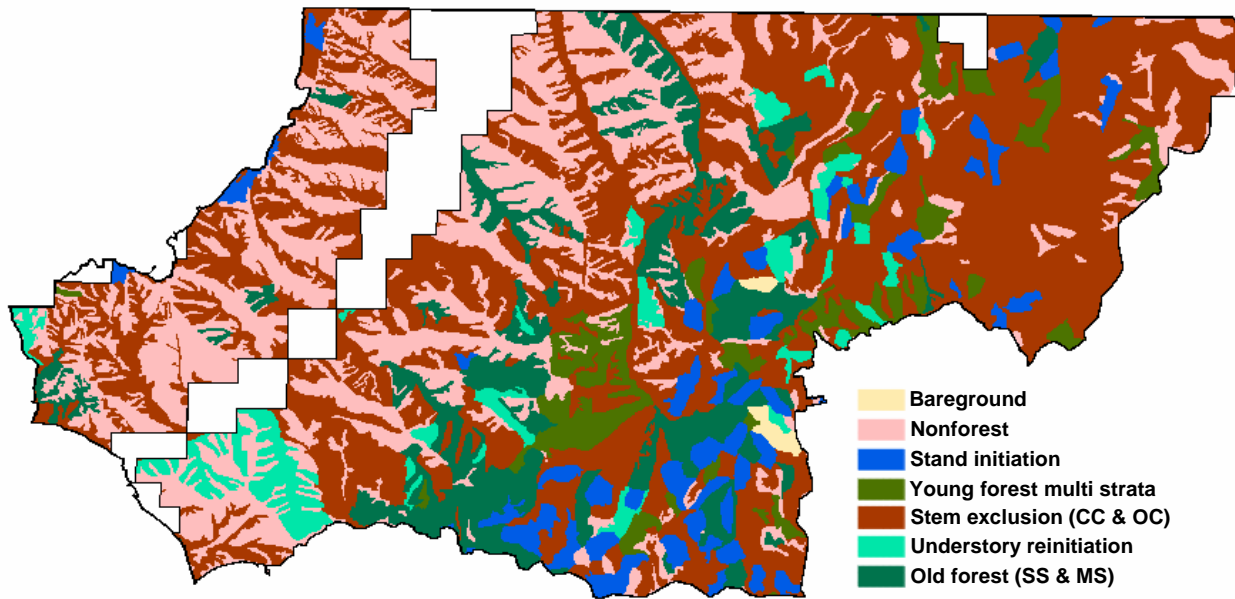 Bareground
Nonforest
Stand initiation
Young forest multi strata
Stem exclusion (CC & OC)
Understory reinitiation
Old forest (SS & MS)